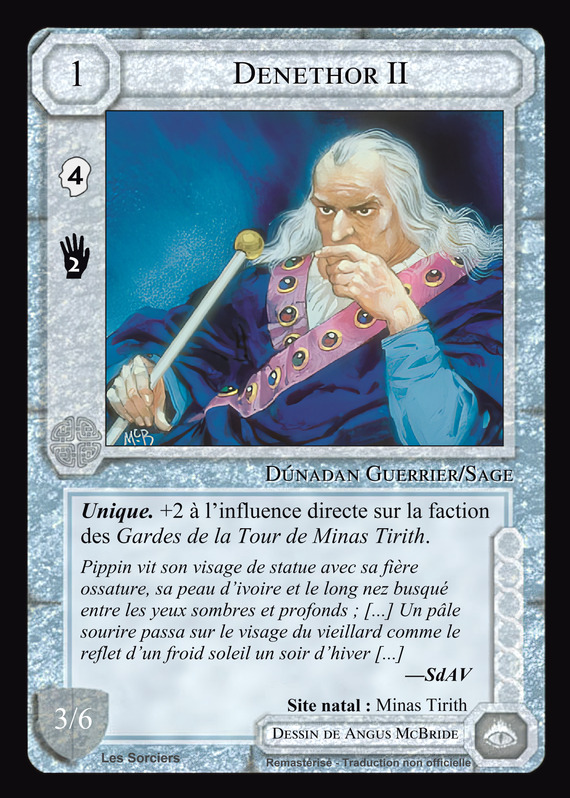 1
DENETHOR II
4
2
McB
DÚNADAN GUERRIER/SAGE
Unique. +2 à l'influence directe sur la faction
des Gardes de la Tour de Minas Tirith.
Pippin vit son visage de statue avec sa fière
ossature, sa peau d'ivoire et le long nez busqué
entre les yeux sombres et profonds ; [...] Un pâle
sourire passa sur le visage du vieillard comme le
reflet d'un froid soleil un soir d'hiver [...]
—SdAV
Site natal : Minas Tirith
3/6
DESSIN DE ANGUS MCBRIDE
Les Sorciers
Remastérisé - Traduction non officielle